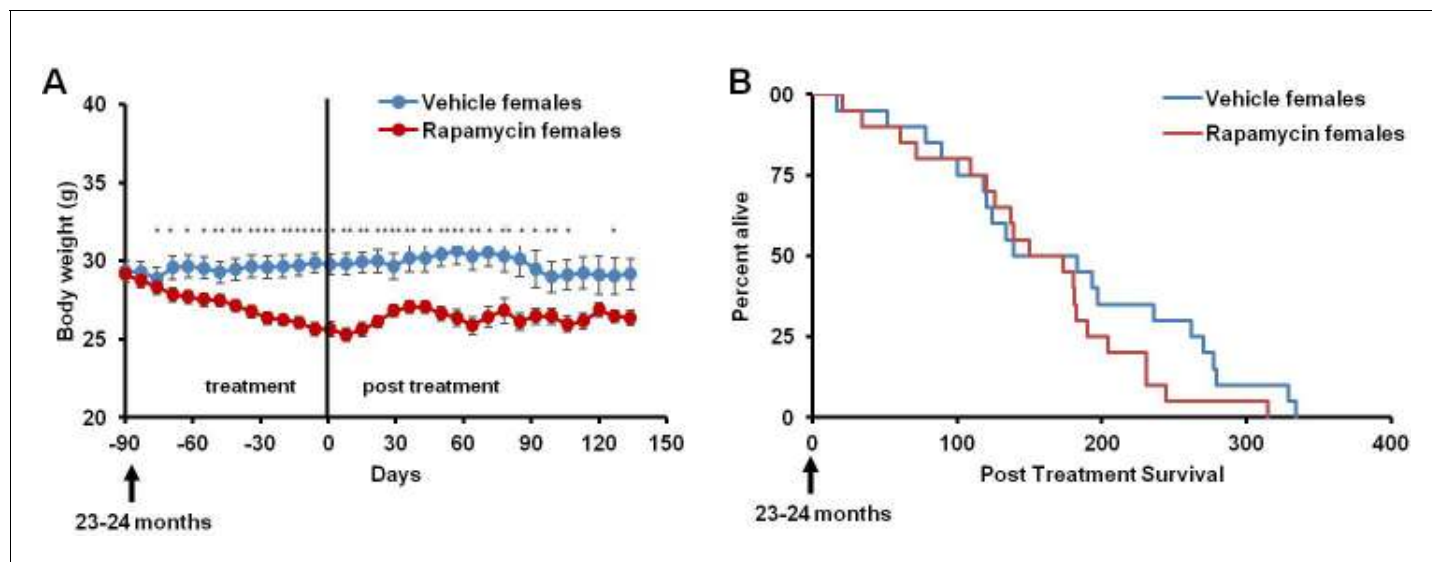 A
40
35
30
25
20
Body weight (g)
Vehicle females
Rapamycin females
* * * * ** ** **** ******* ** ** **** ** ** **** ** * ** * ** * *
treatment
post treatment
-90 -60 -30 0 30 60 90 120 150
Days
23-24 months
B
00
75
50
25
0
Percent alive
Vehicle females
Rapamycin females
0 100 200 300 400
Post Treatment Survival
23-24 months